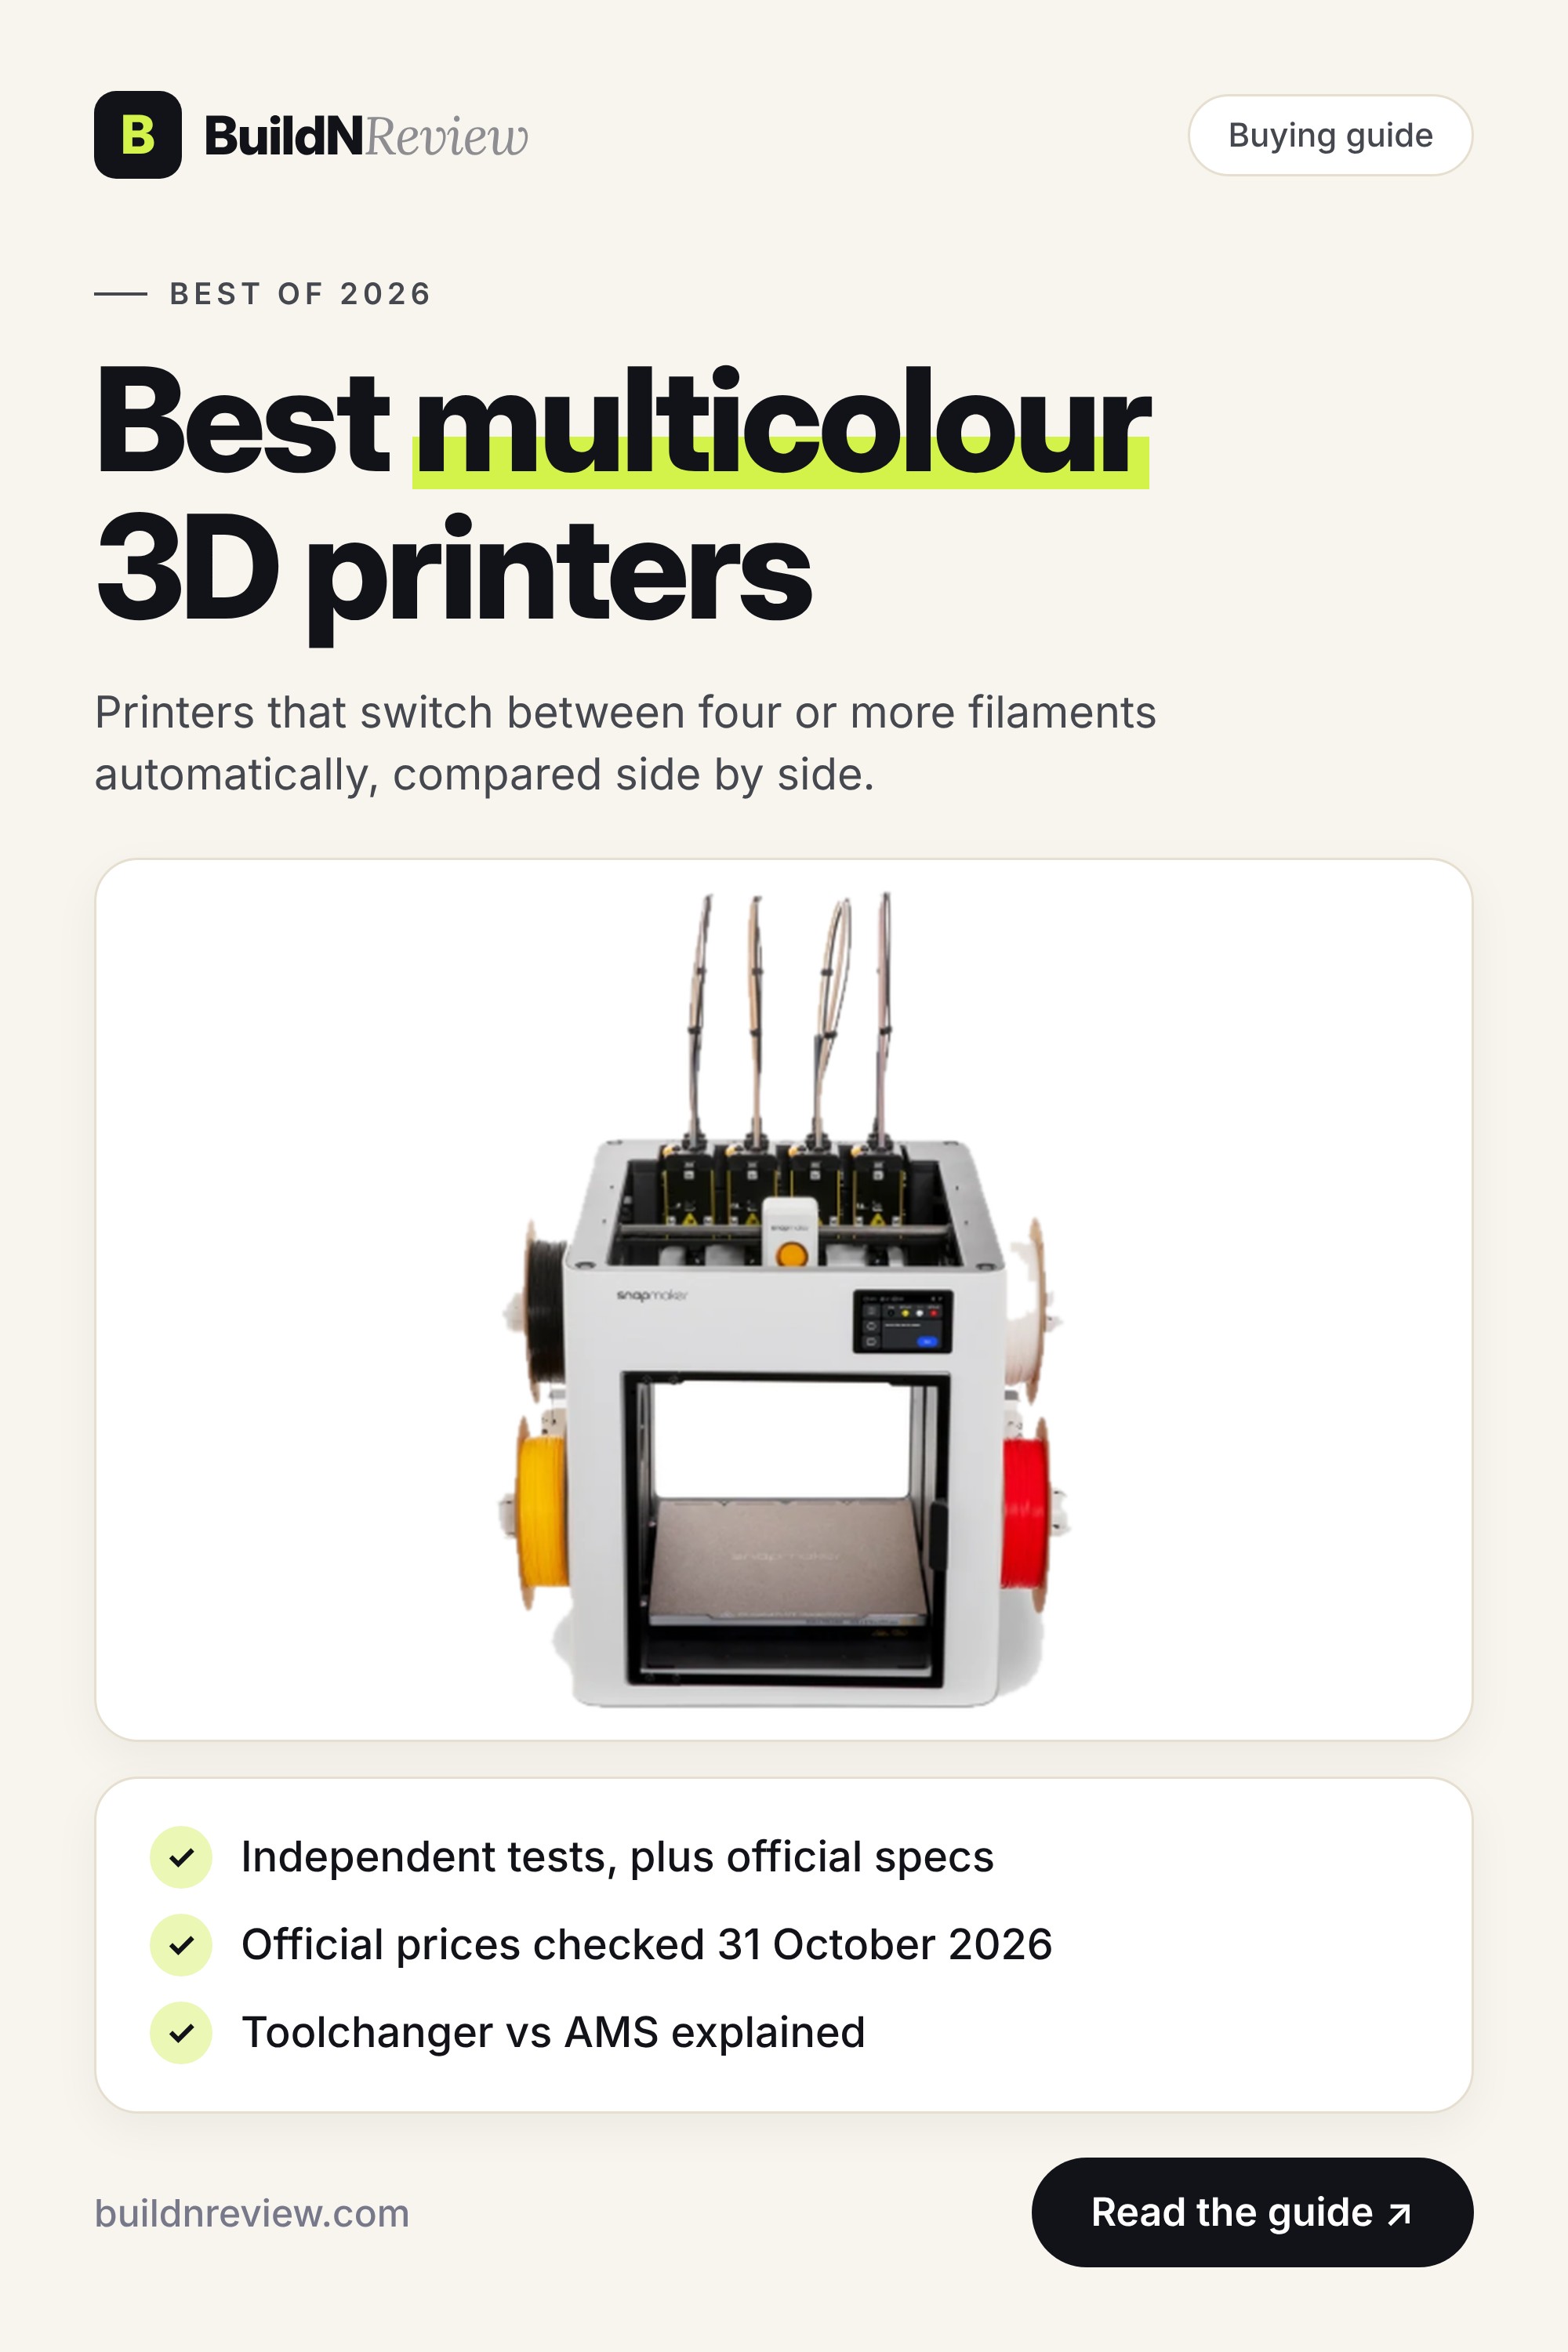 B BuildNReview
Buying guide
BEST OF 2026
Best multicolour
3D printers
Printers that switch between four or more filaments
automatically, compared side by side.
snapmaker
snapmaker
Independent tests, plus official specs
Official prices checked 31 October 2026
Toolchanger vs AMS explained
buildnreview.com
Read the guide ↗